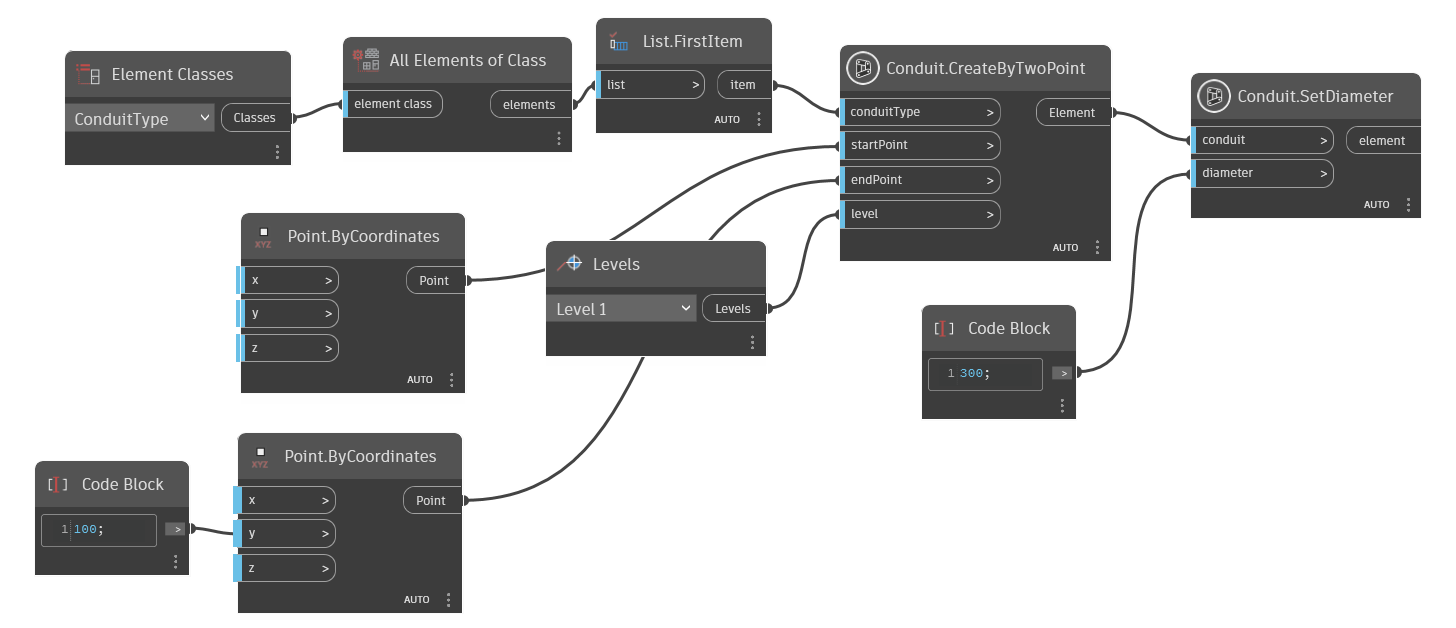 Element Classes
ConduitType
Classes
All Elements of Class
element class
elements
List.FirstItem
list >
item
AUTO
Conduit.CreateByTwoPoint
conduitType >
Element
startPoint >
endPoint >
level >
AUTO
Conduit.SetDiameter
conduit >
element
diameter >
AUTO
XYZ
Point.ByCoordinates
x >
Point
y >
z >
AUTO
Levels
Level 1
Levels
Code Block
1 300;
>
XYZ
Point.ByCoordinates
x >
Point
y >
z >
AUTO
Code Block
1 100;
>